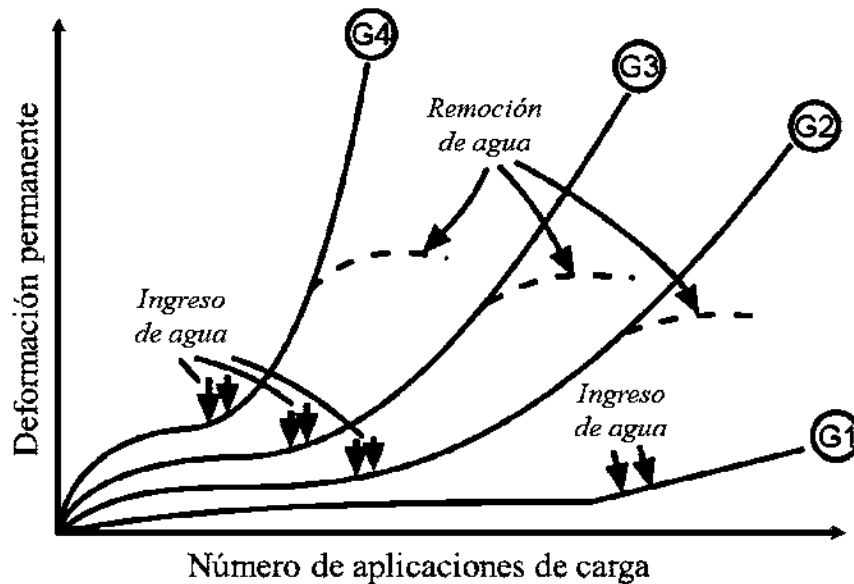 G4
G3
Remoción
de agua
G2
Deformación permanente
Ingreso
de agua
Ingreso
de agua
G1
Número de aplicaciones de carga